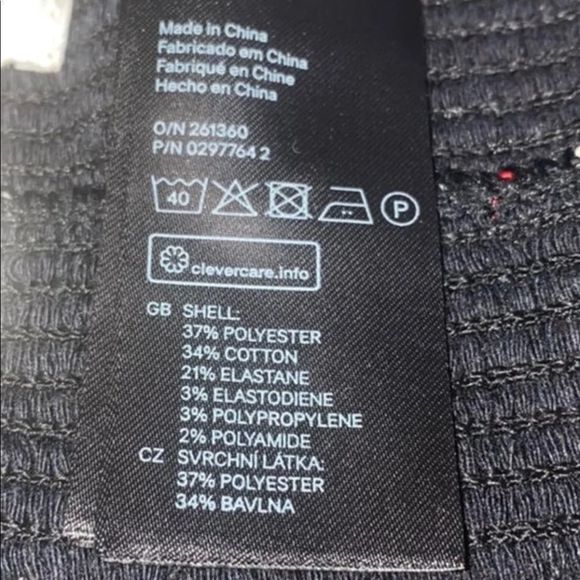 Made in China
Fabricado em China
Fabriqué en Chine
Hecho en China
O/N 261360
P/N 0297764 2
40 P
clevercare.info
GB SHELL:
37% POLYESTER
34% COTTON
21% ELASTANE
3% ELASTODIENE
3% POLYPROPYLENE
2% POLYAMIDE
CZ SVRCHNÍ LÁTKA:
37% POLYESTER
34% BAVLNA